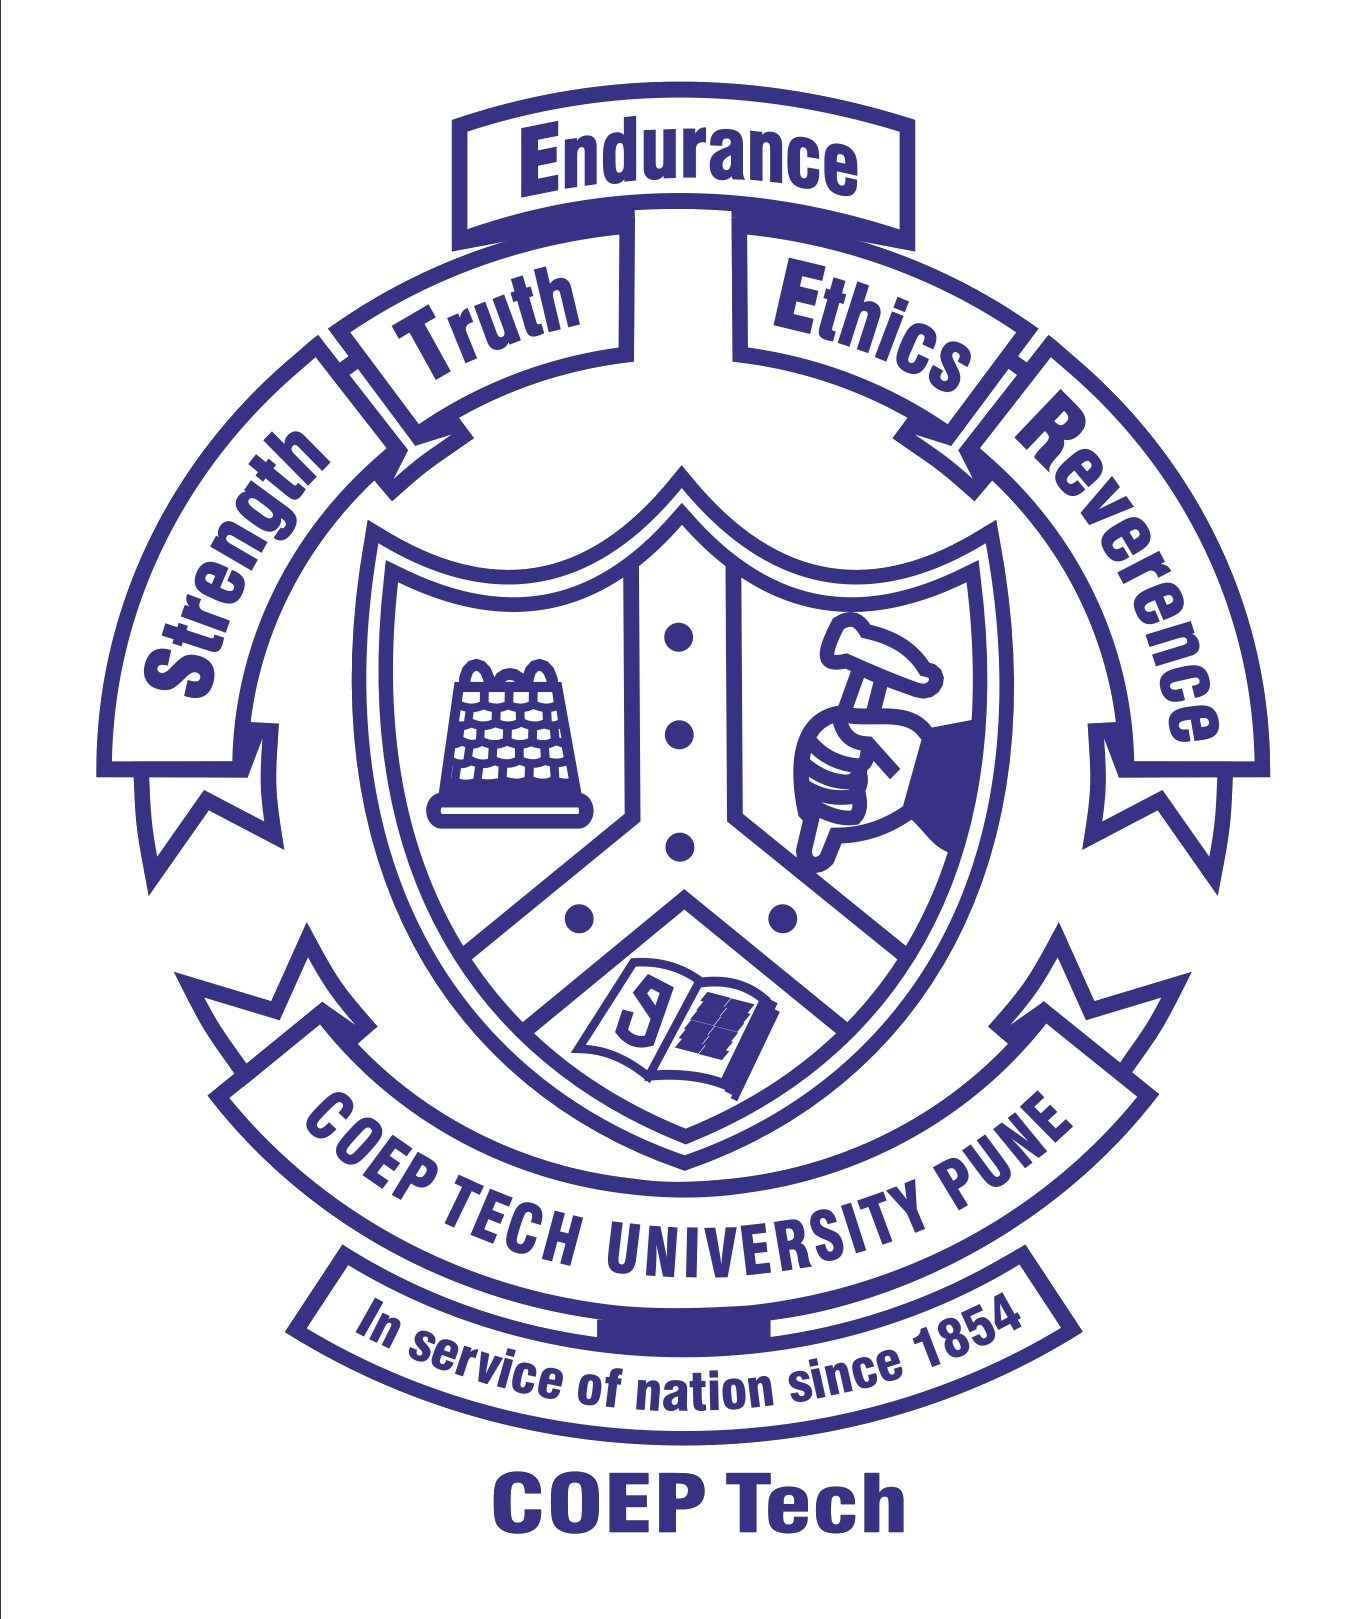 Endurance
Truth
Ethics
Strength
Reverence
COEP TECH UNIVERSITY PUNE
In service of nation since 1854
COEP Tech